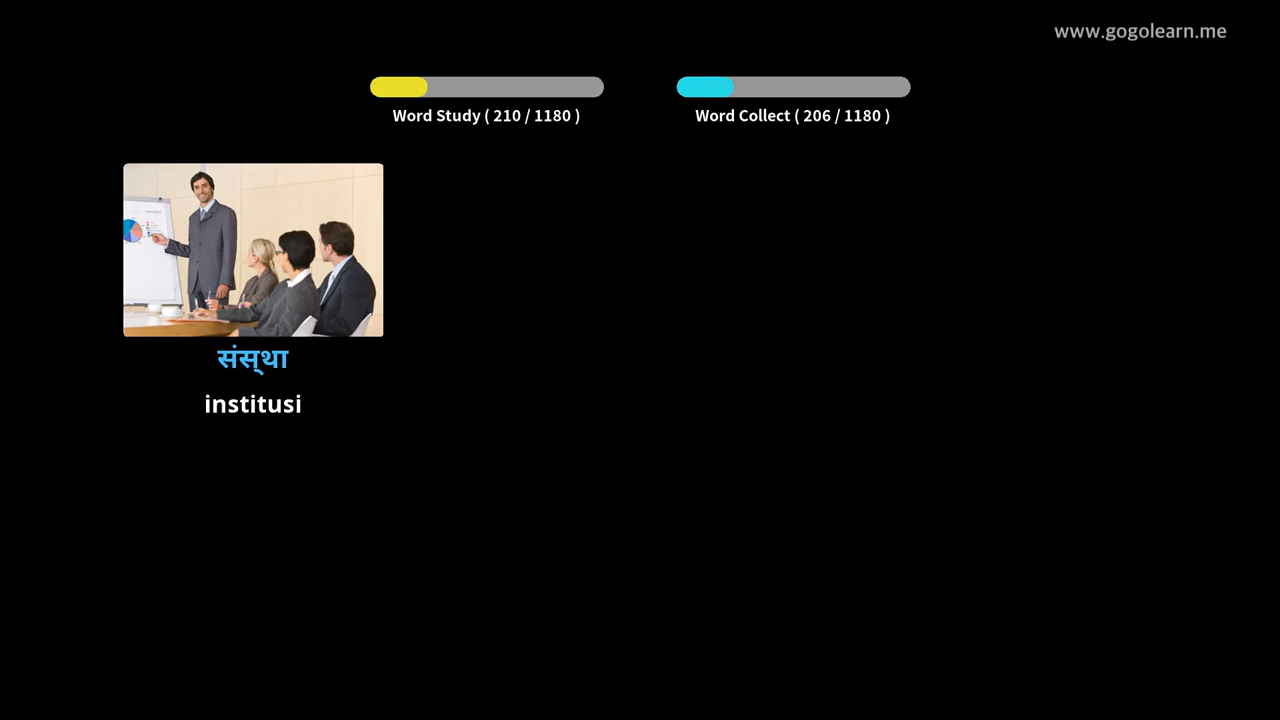 www.gogolearn.me
Word Study ( 210 / 1180 )
Word Collect ( 206 / 1180 )
संस्था
institusi